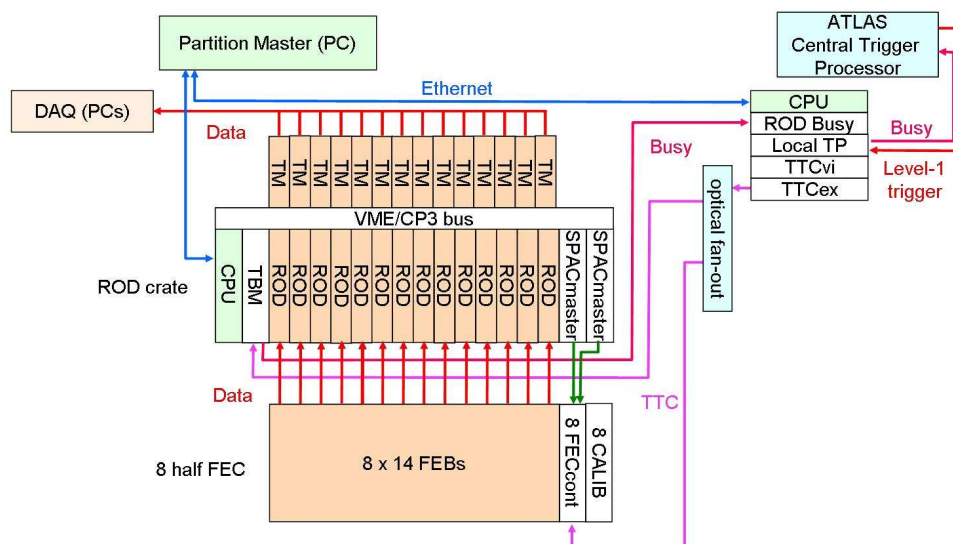 Partition Master (PC)
ATLAS
Central Trigger
Processor
Ethernet
DAQ (PCs)
Data
CPU
ROD Busy
Local TP
TTCvi
TTCex
Busy
Busy
Level-1
trigger
TM
TM
TM
TM
TM
TM
TM
TM
TM
TM
TM
TM
TM
TM
optical fan-out
VME/CP3 bus
ROD crate
CPU
TBM
ROD
ROD
ROD
ROD
ROD
ROD
ROD
ROD
ROD
ROD
ROD
ROD
ROD
ROD
SPACmaster
SPACmaster
Data
TTC
8 half FEC
8 x 14 FEBs
8 FECcont
8 CALIB